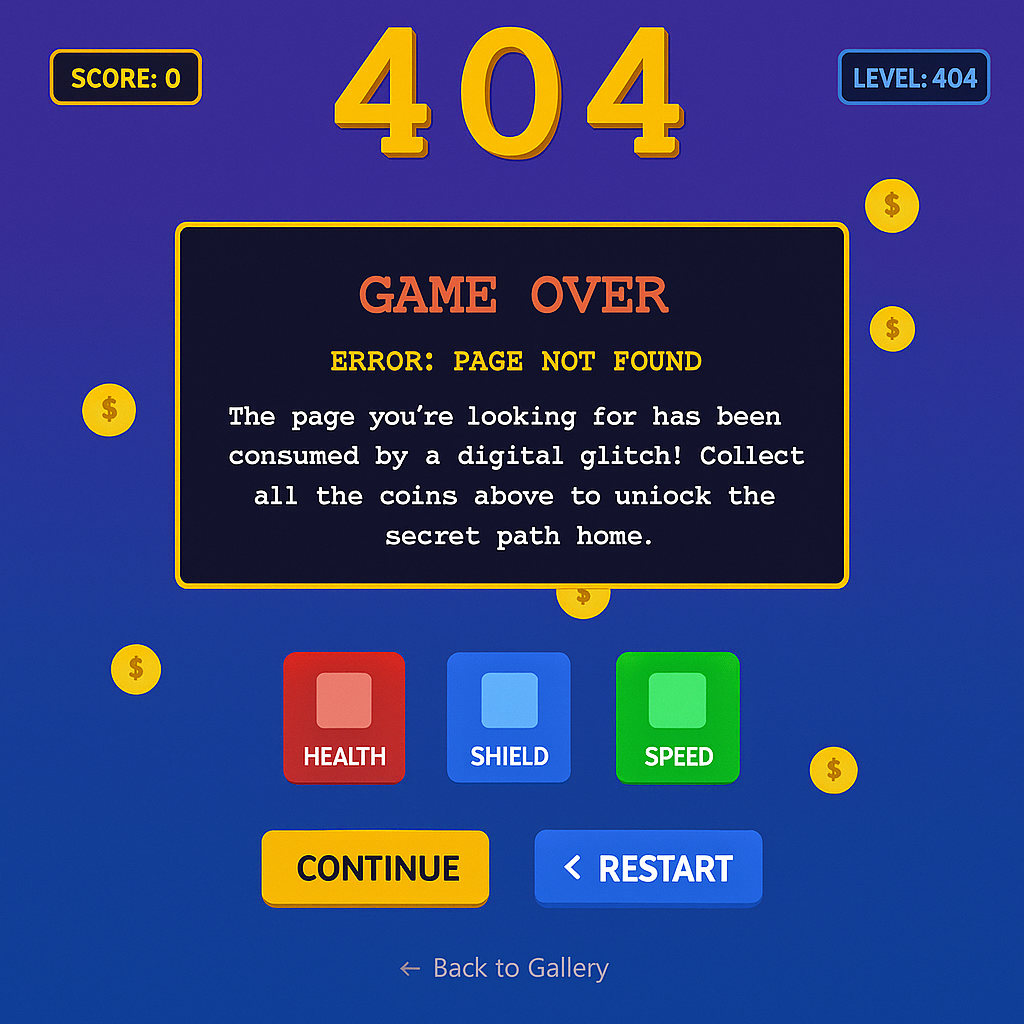 404
SCORE: 0
LEVEL: 404
$
$
GAME OVER
ERROR: PAGE NOT FOUND
$
The page you're looking for has been
consumed by a digital glitch! Collect
all the coins above to uniock the
secret path home.
$
$
HEALTH
SHIELD
SPEED
$
CONTINUE
< RESTART
← Back to Gallery